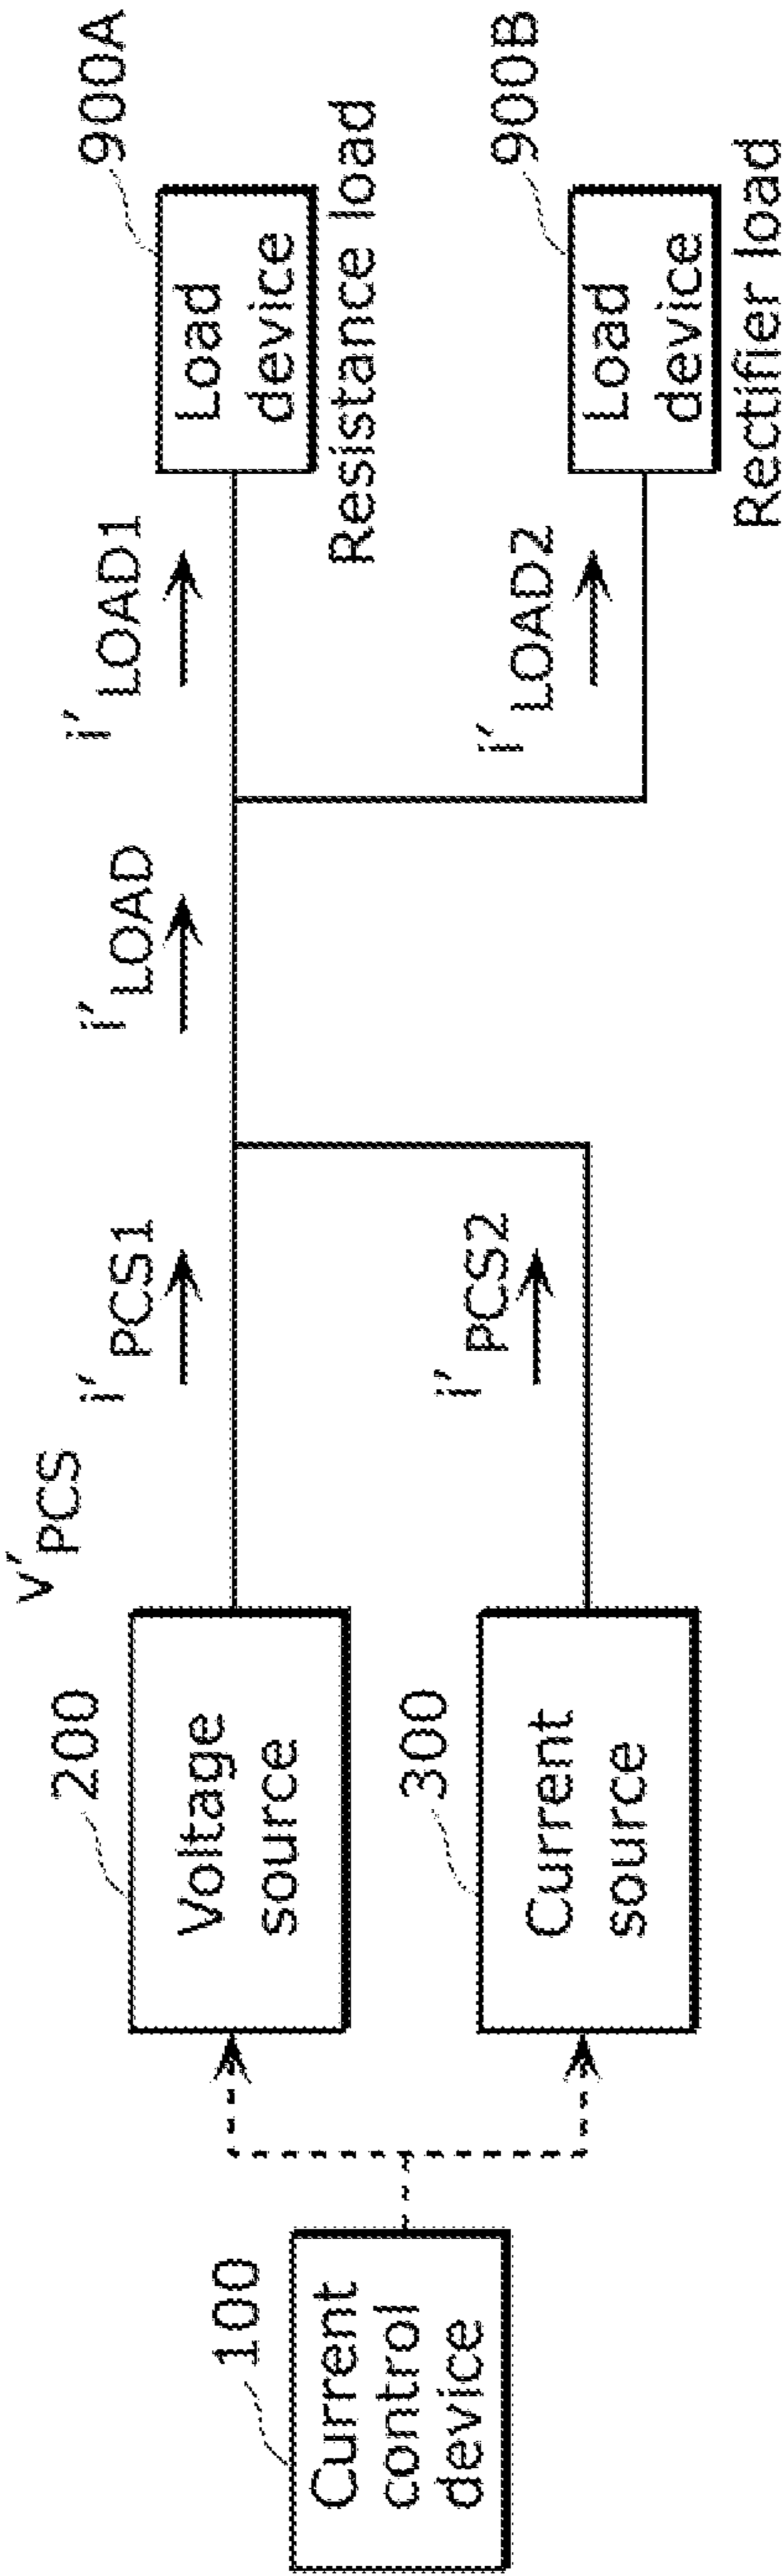 100
Current
control
device
200
Voltage
source
300
Current
source
v'PCS
i'PCS1
i'PCS2
i'LOAD
i'LOAD1
i'LOAD2
900A
Load
device
Resistance load
900B
Load
device
Rectifier load